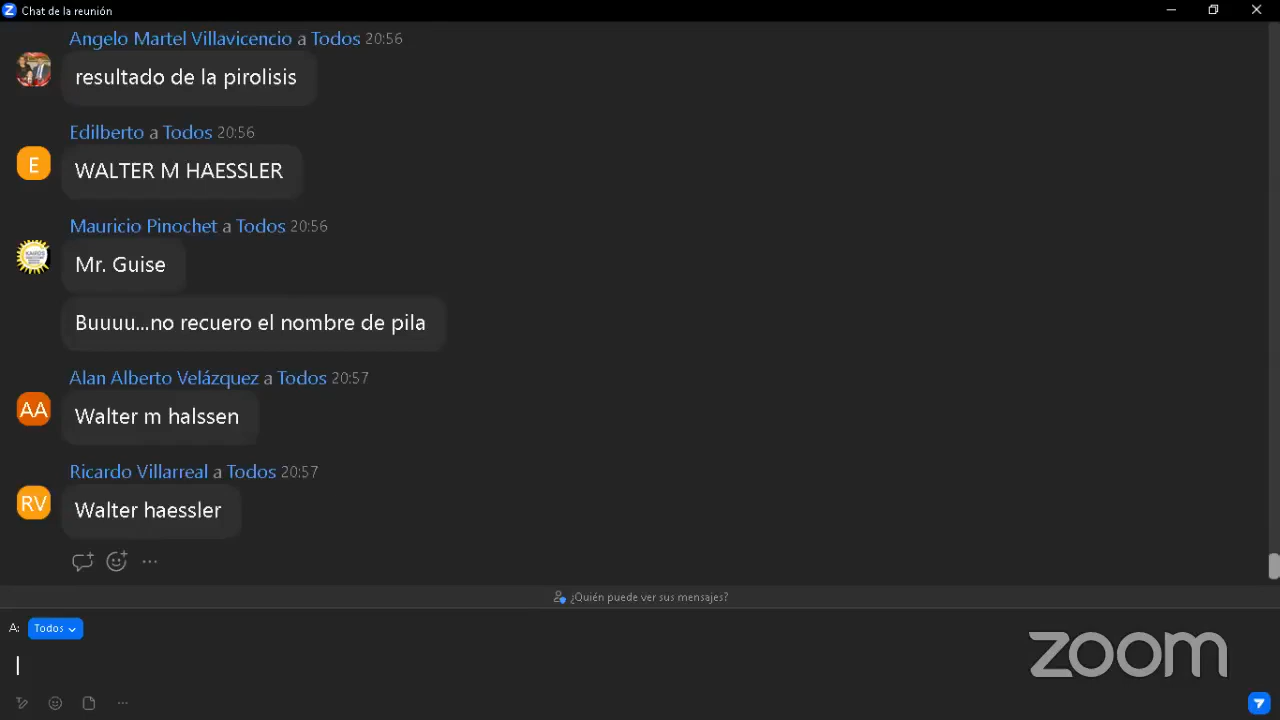 Chat de la reunión
Angelo Martel Villavicencio a Todos 20:56
resultado de la pirolisis
Edilberto a Todos 20:56
E
WALTER M HAESSLER
Mauricio Pinochet a Todos 20:56
Mr. Guise
Buuuu...no recuero el nombre de pila
Alan Alberto Velázquez a Todos 20:57
AA
Walter m halssen
Ricardo Villarreal a Todos 20:57
RV
Walter haessler
¿Quién puede ver sus mensajes?
A: Todos
zoom